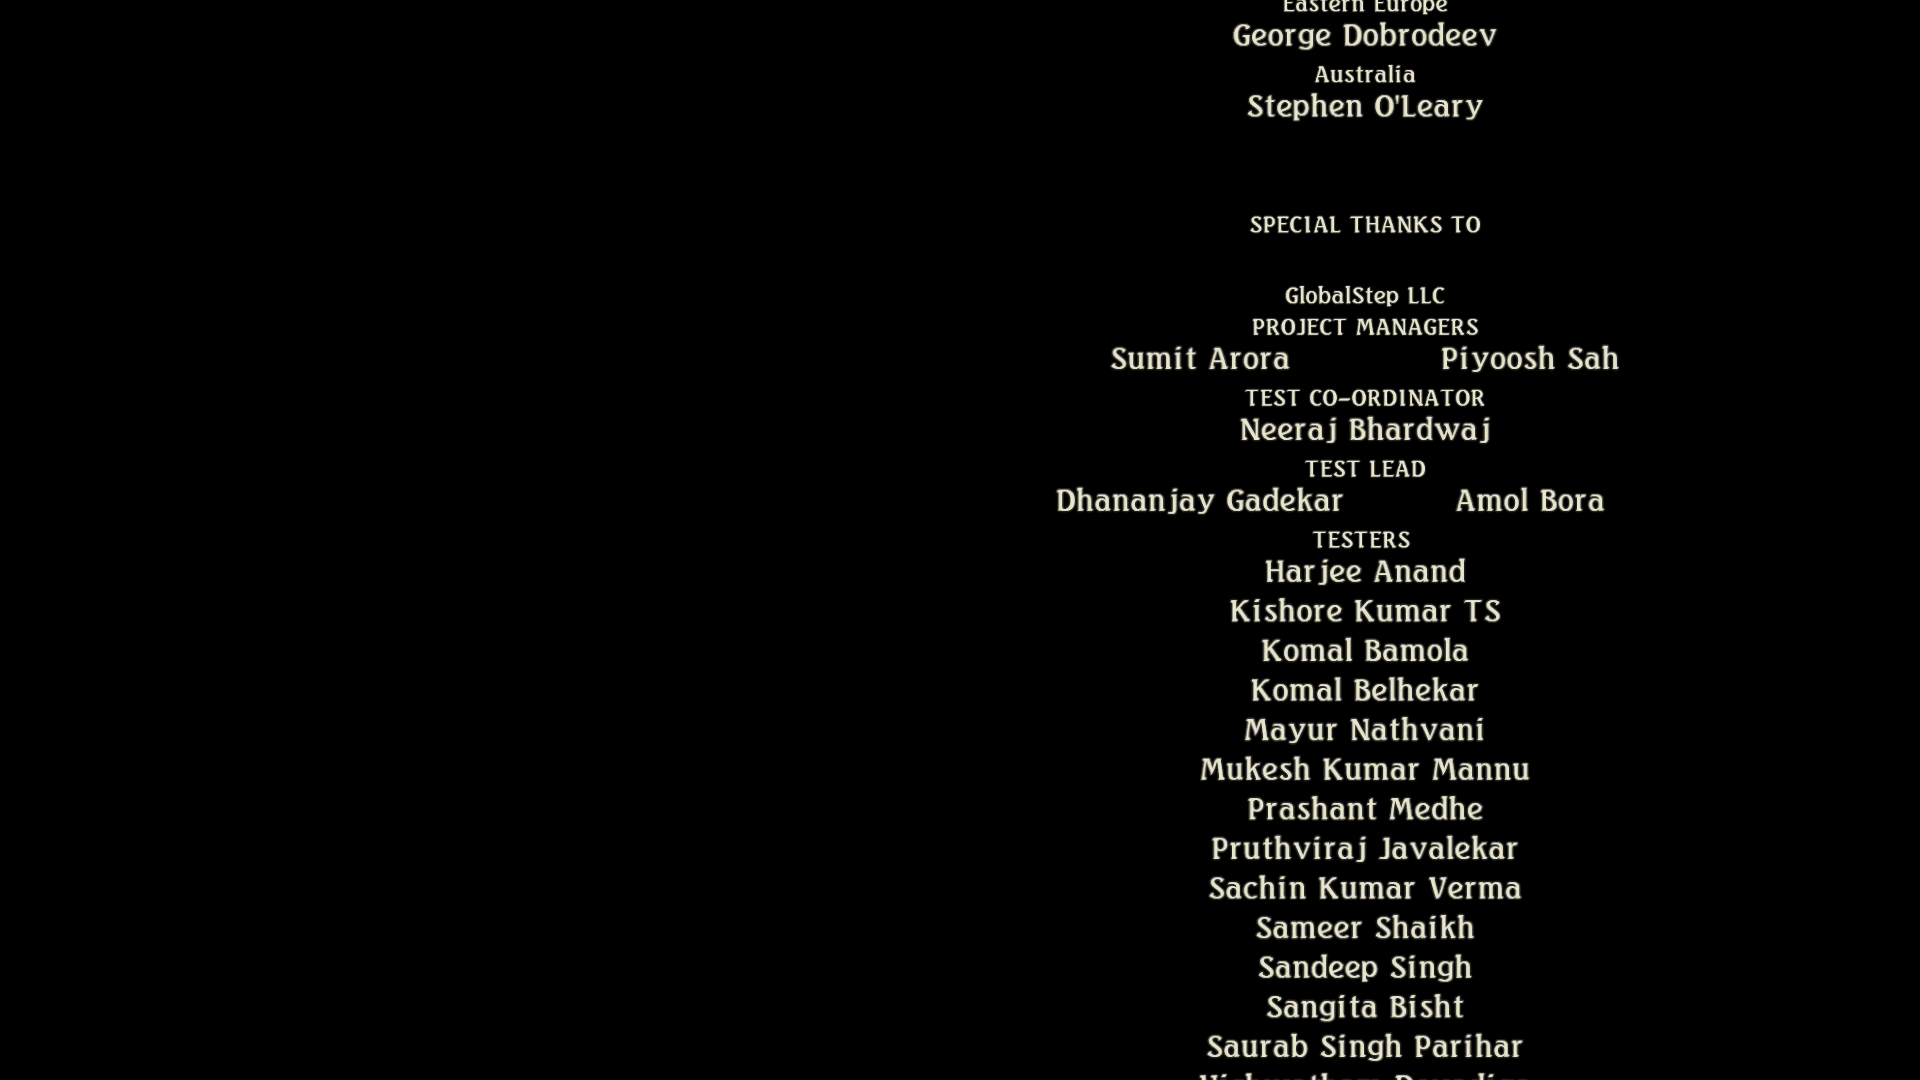 Eastern Europe
George Dobrodeev
Australia
Stephen O'Leary
SPECIAL THANKS TO
GlobalStep LLC
PROJECT MANAGERS
Sumit Arora Piyoosh Sah
TEST CO-ORDINATOR
Neeraj Bhardwaj
TEST LEAD
Dhananjay Gadekar Amol Bora
TESTERS
Harjee Anand
Kishore Kumar TS
Komal Bamola
Komal Belhekar
Mayur Nathvani
Mukesh Kumar Mannu
Prashant Medhe
Pruthviraj Javalekar
Sachin Kumar Verma
Sameer Shaikh
Sandeep Singh
Sangita Bisht
Saurab Singh Parihar